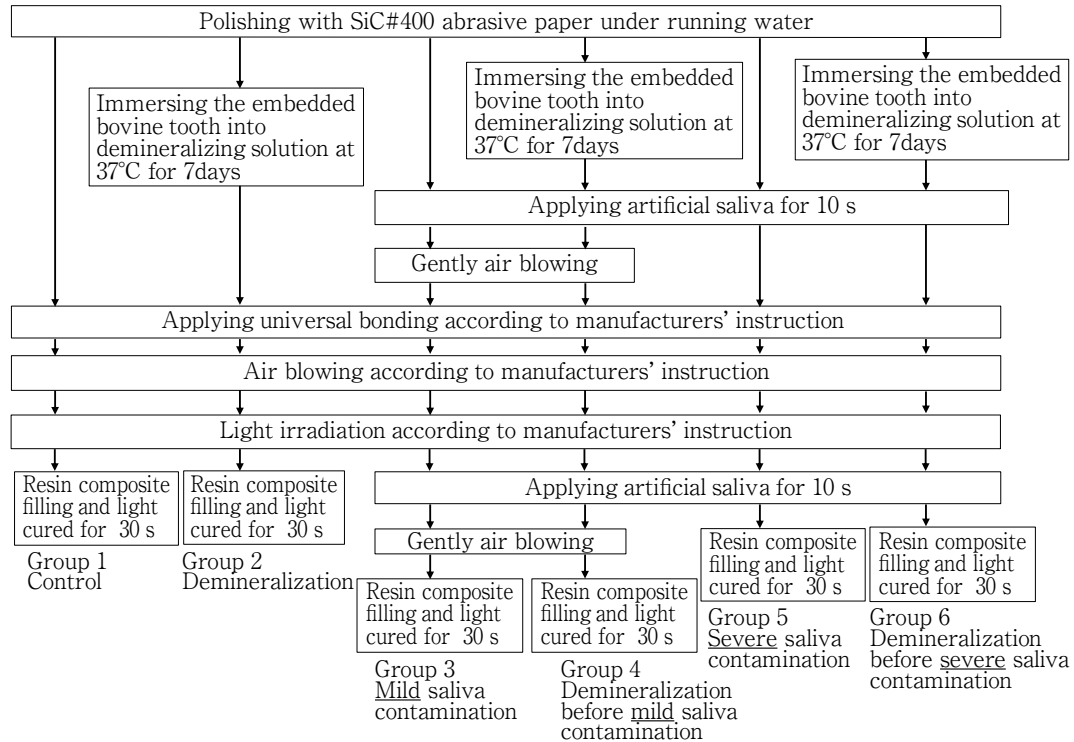 Polishing with SiC#400 abrasive paper under running water
Immersing the embedded
bovine tooth into
demineralizing solution at
37℃ for 7days
Immersing the embedded
bovine tooth into
demineralizing solution at
37℃ for 7days
Immersing the embedded
bovine tooth into
demineralizing solution at
37℃ for 7days
Applying artificial saliva for 10 s
Gently air blowing
Applying universal bonding according to manufacturers’ instruction
Air blowing according to manufacturers’ instruction
Light irradiation according to manufacturers’ instruction
Resin composite
filling and light
cured for 30 s
Group 1
Control
Resin composite
filling and light
cured for 30 s
Group 2
Demineralization
Applying artificial saliva for 10 s
Gently air blowing
Resin composite
filling and light
cured for 30 s
Group 3
Mild saliva
contamination
Resin composite
filling and light
cured for 30 s
Group 4
Demineralization
before mild saliva
contamination
Resin composite
filling and light
cured for 30 s
Group 5
Severe saliva
contamination
Resin composite
filling and light
cured for 30 s
Group 6
Demineralization
before severe saliva
contamination